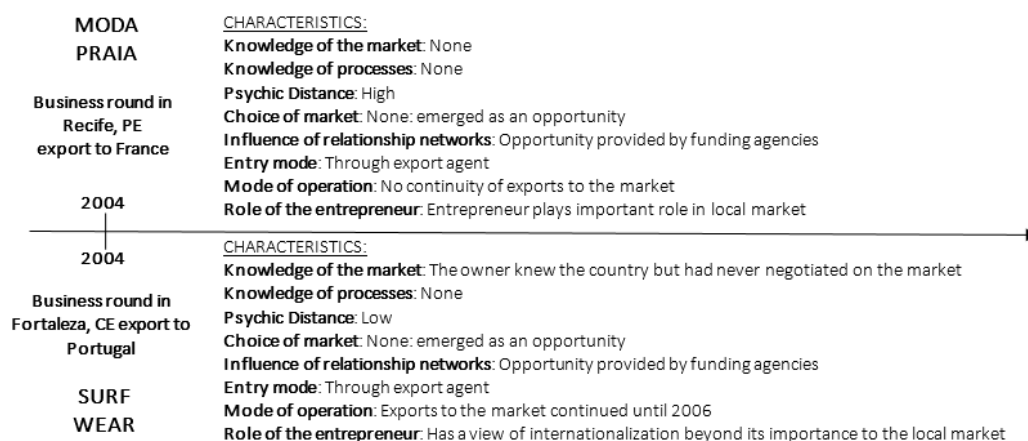 MODA
PRAIA
Business round in
Recife, PE
export to France
2004
CHARACTERISTICS:
Knowledge of the market: None
Knowledge of processes: None
Psychic Distance: High
Choice of market: None: emerged as an opportunity
Influence of relationship networks: Opportunity provided by funding agencies
Entry mode: Through export agent
Mode of operation: No continuity of exports to the market
Role of the entrepreneur: Entrepreneur plays important role in local market
2004
Business round in
Fortaleza, CE export to
Portugal
SURF
WEAR
CHARACTERISTICS:
Knowledge of the market: The owner knew the country but had never negotiated on the market
Knowledge of processes: None
Psychic Distance: Low
Choice of market: None: emerged as an opportunity
Influence of relationship networks: Opportunity provided by funding agencies
Entry mode: Through export agent
Mode of operation: Exports to the market continued until 2006
Role of the entrepreneur: Has a view of internationalization beyond its importance to the local market